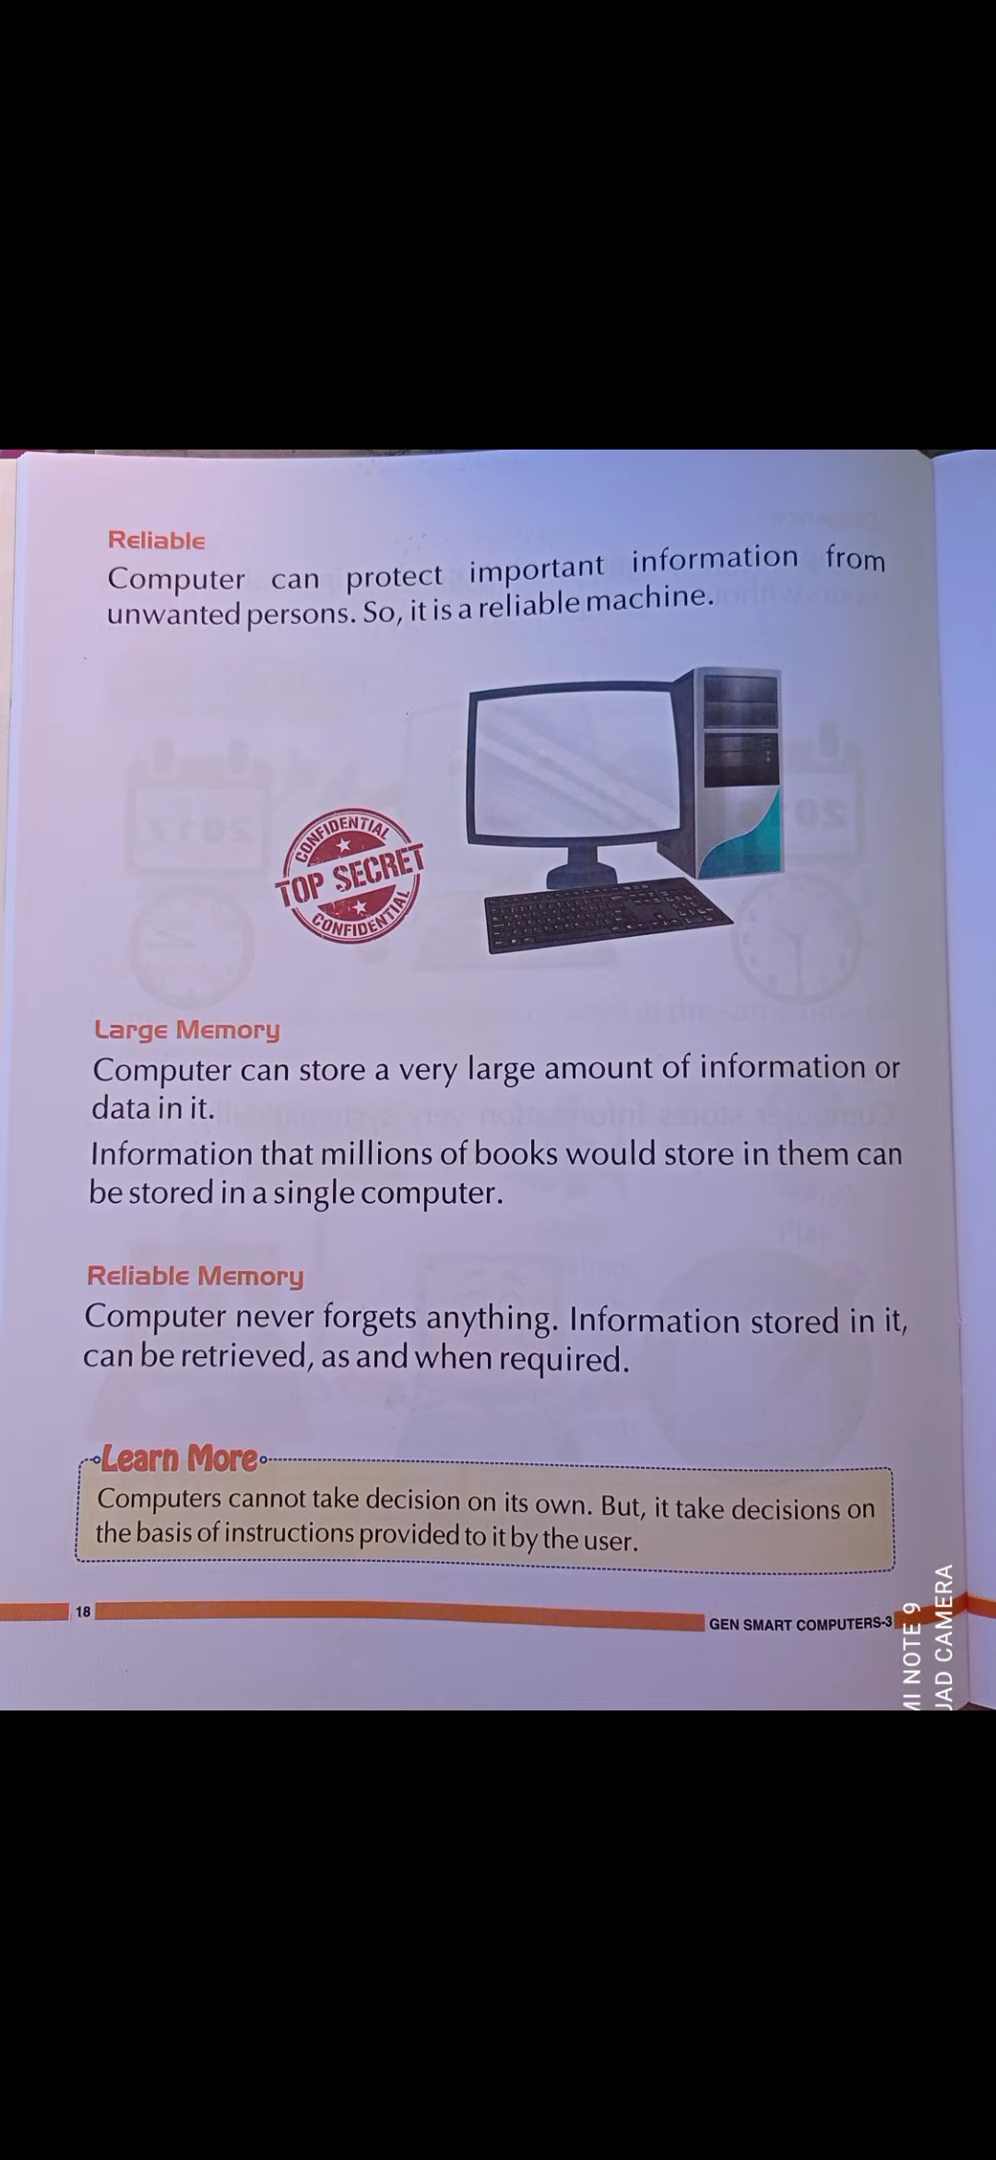 Reliable
Computer can protect important information from
unwanted persons. So, it is a reliable machine.
CONFIDENTIAL
TOP SECRET
CONFIDENTIAL
Large Memory
Computer can store a very large amount of information or
data in it.
Information that millions of books would store in them can
be stored in a single computer.
Reliable Memory
Computer never forgets anything. Information stored in it,
can be retrieved, as and when required.
Learn More
Computers cannot take decision on its own. But, it take decisions on
the basis of instructions provided to it by the user.
18
GEN SMART COMPUTERS-3
MI NOTE 9
CAMERA